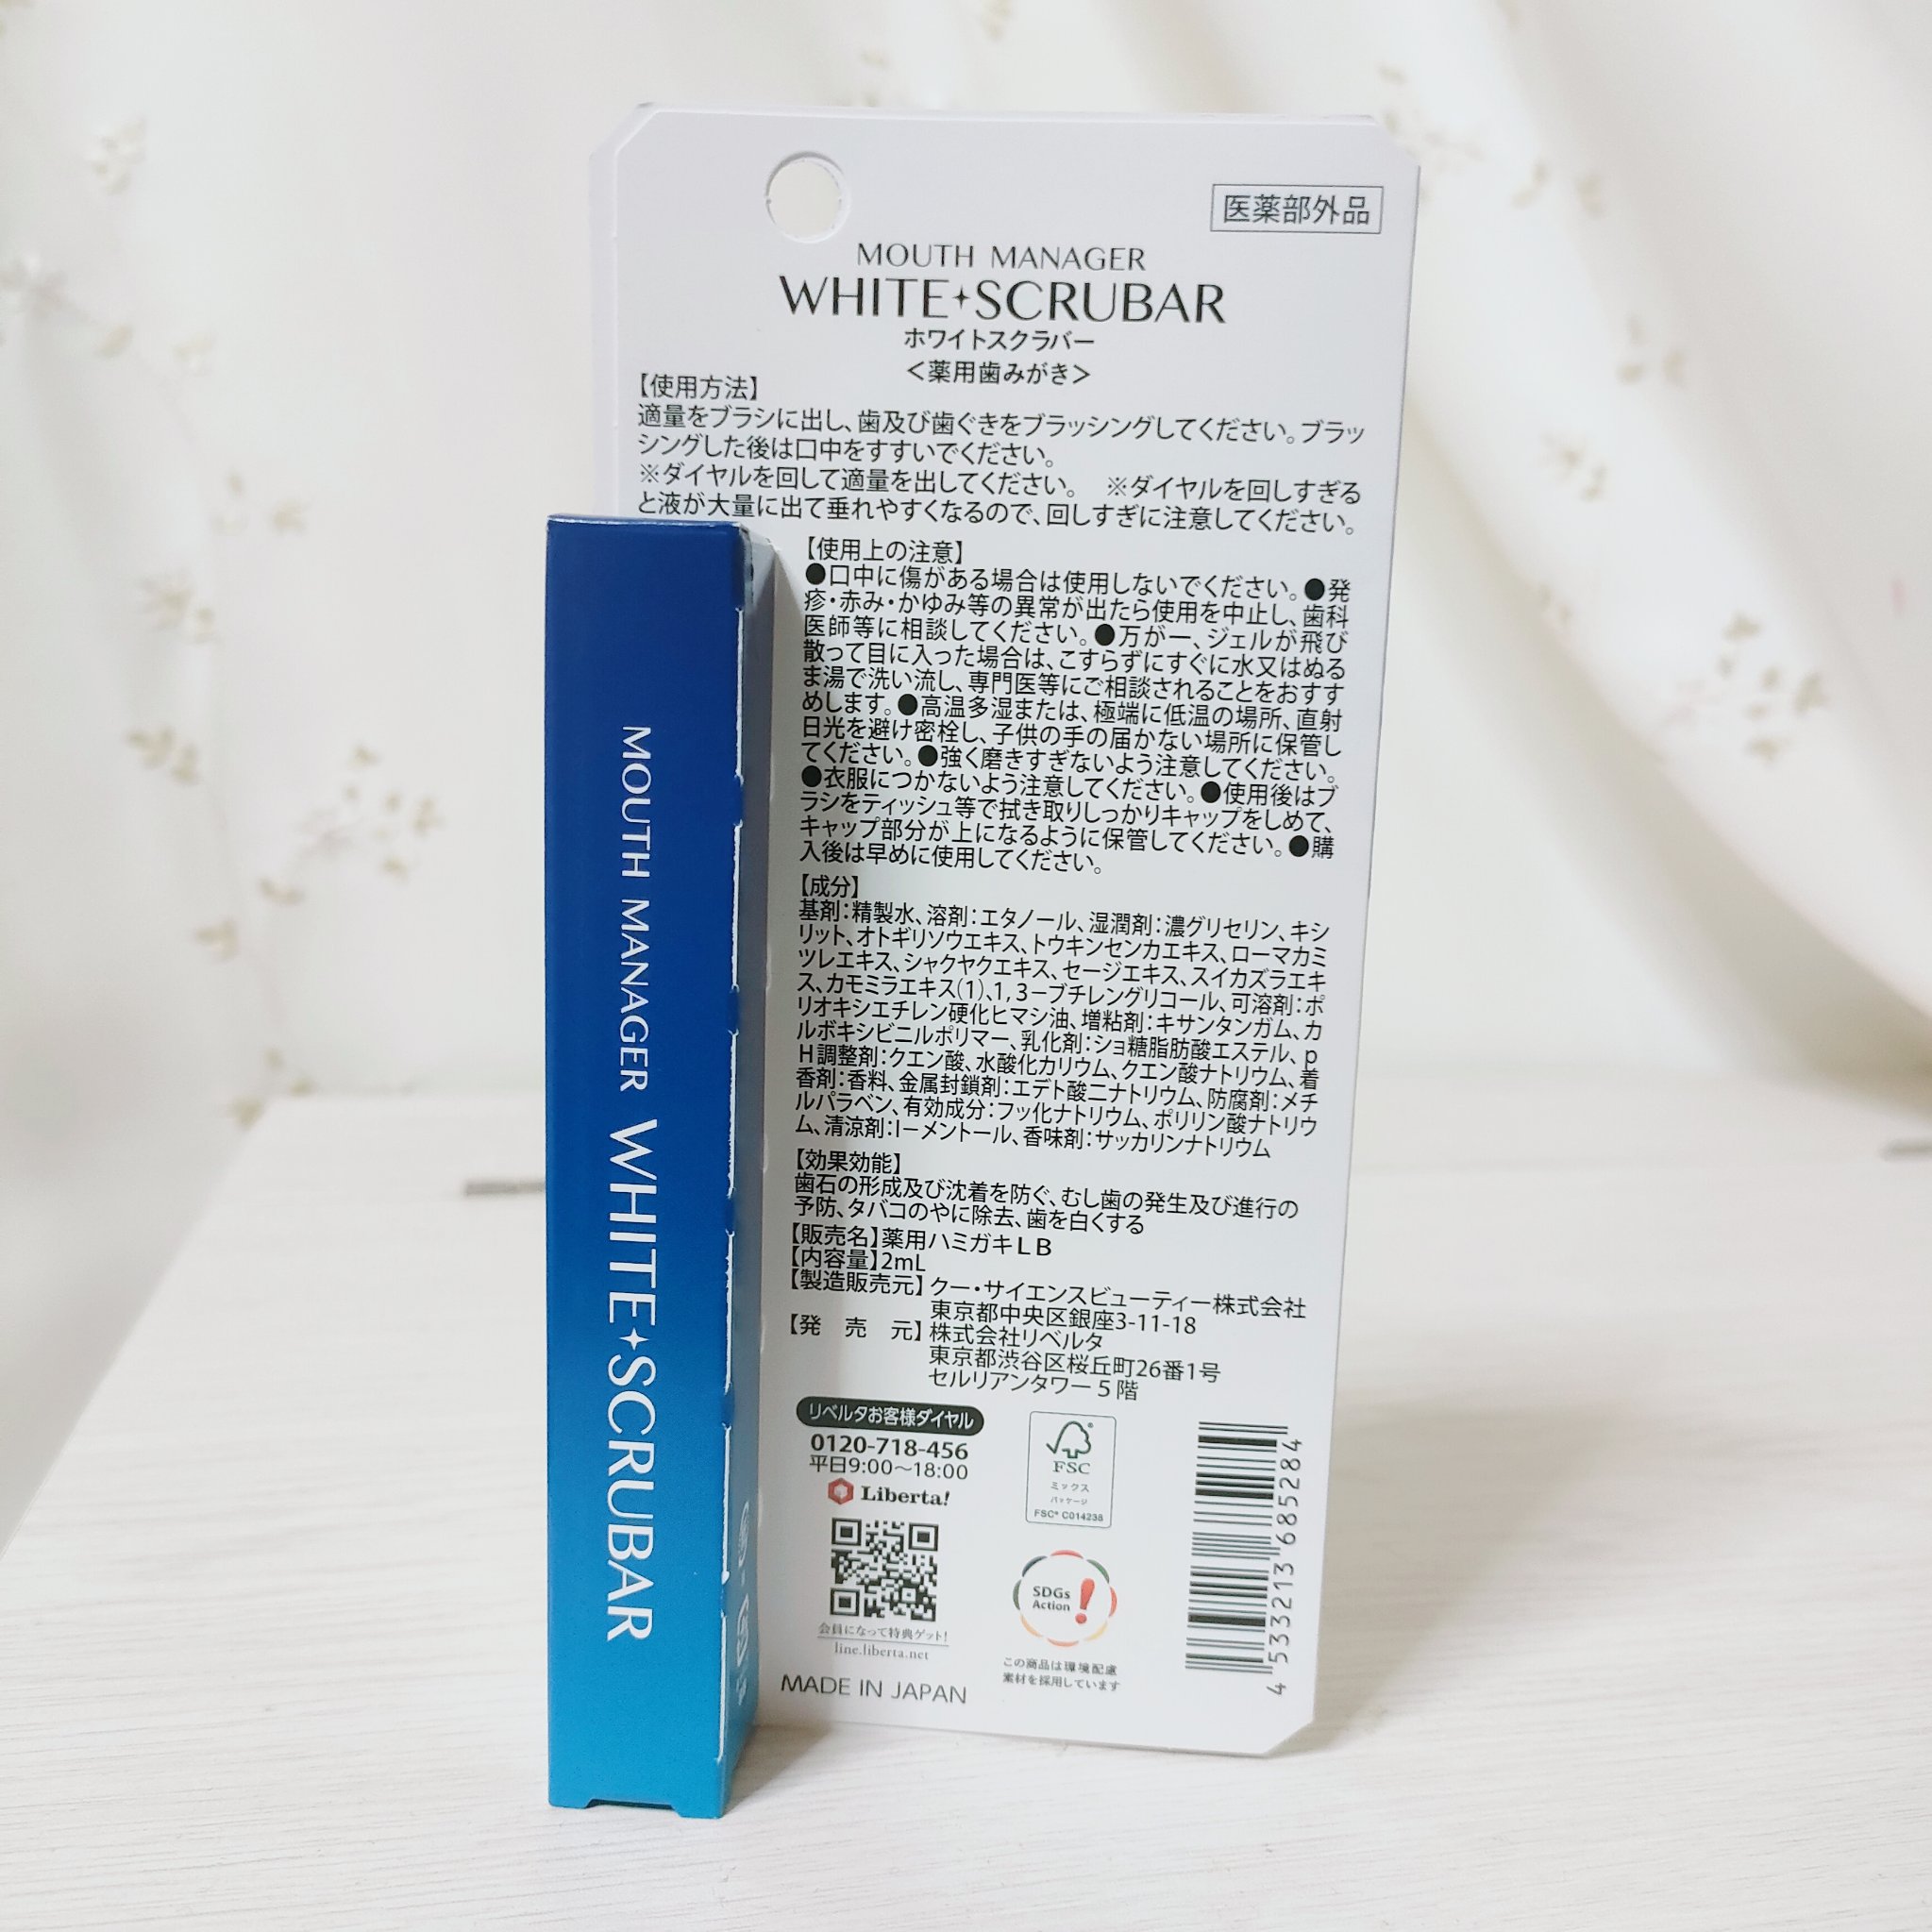 医薬部外品
MOUTH MANAGER
WHITE SCRUBAR
ホワイトスクラバー
＜薬用歯みがき＞
【使用方法】
適量をブラシに出し、歯及び歯ぐきをブラッシングしてください。ブラッ
シングした後は口中をすすいでください。
※ダイヤルを回して適量を出してください。 ※ダイヤルを回しすぎる
と液が大量に出て垂れやすくなるので、回しすぎに注意してください。
【使用上の注意】
●口中に傷がある場合は使用しないでください。●発
疹・赤み・かゆみ等の異常が出たら使用を中止し、歯科
医師等に相談してください。●万が一、ジェルが飛び
散って目に入った場合は、こすらずにすぐに水又はぬる
ま湯で洗い流し、専門医等にご相談されることをおすす
めします。●高温多湿または、極端に低温の場所、直射
日光を避け密栓し、子供の手の届かない場所に保管し
てください。●強く磨きすぎないよう注意してください。
●衣服につかないよう注意してください。●使用後はブ
ラシをティッシュ等で拭き取りしっかりキャップをしめて、
キャップ部分が上になるように保管してください。●購
入後は早めに使用してください。
【成分】
基剤：精製水、溶剤：エタノール、湿潤剤：濃グリセリン、キシ
リット、オトギリソウエキス、トウキンセンカエキス、ローマカミ
ツレエキス、シャクヤクエキス、セージエキス、スイカズラエキ
ス、カモミラエキス(1)、1,3－ブチレングリコール、可溶剤：ポ
リオキシエチレン硬化ヒマシ油、増粘剤：キサンタンガム、カ
ルボキシビニルポリマー、乳化剤：ショ糖脂肪酸エステル、p
H調整剤：クエン酸、水酸化カリウム、クエン酸ナトリウム、着
香剤：香料、金属封鎖剤：エデト酸二ナトリウム、防腐剤：メチ
ルパラベン、有効成分：フッ化ナトリウム、ポリリン酸ナトリウ
ム、清涼剤：l－メントール、香味剤：サッカリンナトリウム
【効果効能】
歯石の形成及び沈着を防ぐ、むし歯の発生及び進行の
予防、タバコのやに除去、歯を白くする
【販売名】薬用ハミガキLB
【内容量】2mL
【製造販売元】クー・サイエンスビューティー株式会社
東京都中央区銀座3-11-18
【発 売 元】株式会社リベルタ
東京都渋谷区桜丘町26番1号
セルリアンタワー5階
リベルタお客様ダイヤル
0120-718-456
平日9:00～18:00
Liberta!
会員になって特典ゲット!
line.liberta.net
MADE IN JAPAN
FSC
ミックス
パッケージ
FSC® C014238
SDGs
Action
この商品は環境配慮
素材を採用しています
4 533213 685284
MOUTH MANAGER WHITE SCRUBAR